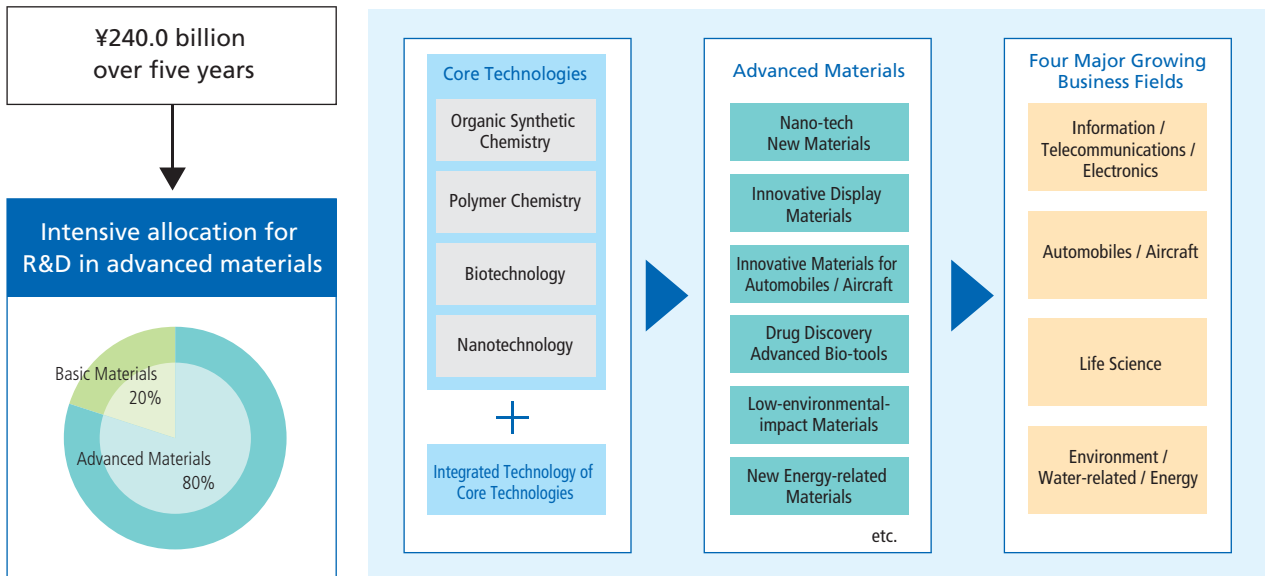 ¥240.0 billion
over five years
Intensive allocation for
R&D in advanced materials
Basic Materials
20%
Advanced Materials
80%
Core Technologies
Organic Synthetic
Chemistry
Polymer Chemistry
Biotechnology
Nanotechnology
+
Integrated Technology of
Core Technologies
Advanced Materials
Nano-tech
New Materials
Innovative Display
Materials
Innovative Materials for
Automobiles / Aircraft
Drug Discovery
Advanced Bio-tools
Low-environmental-
impact Materials
New Energy-related
Materials
etc.
Four Major Growing
Business Fields
Information /
Telecommunications /
Electronics
Automobiles / Aircraft
Life Science
Environment /
Water-related / Energy